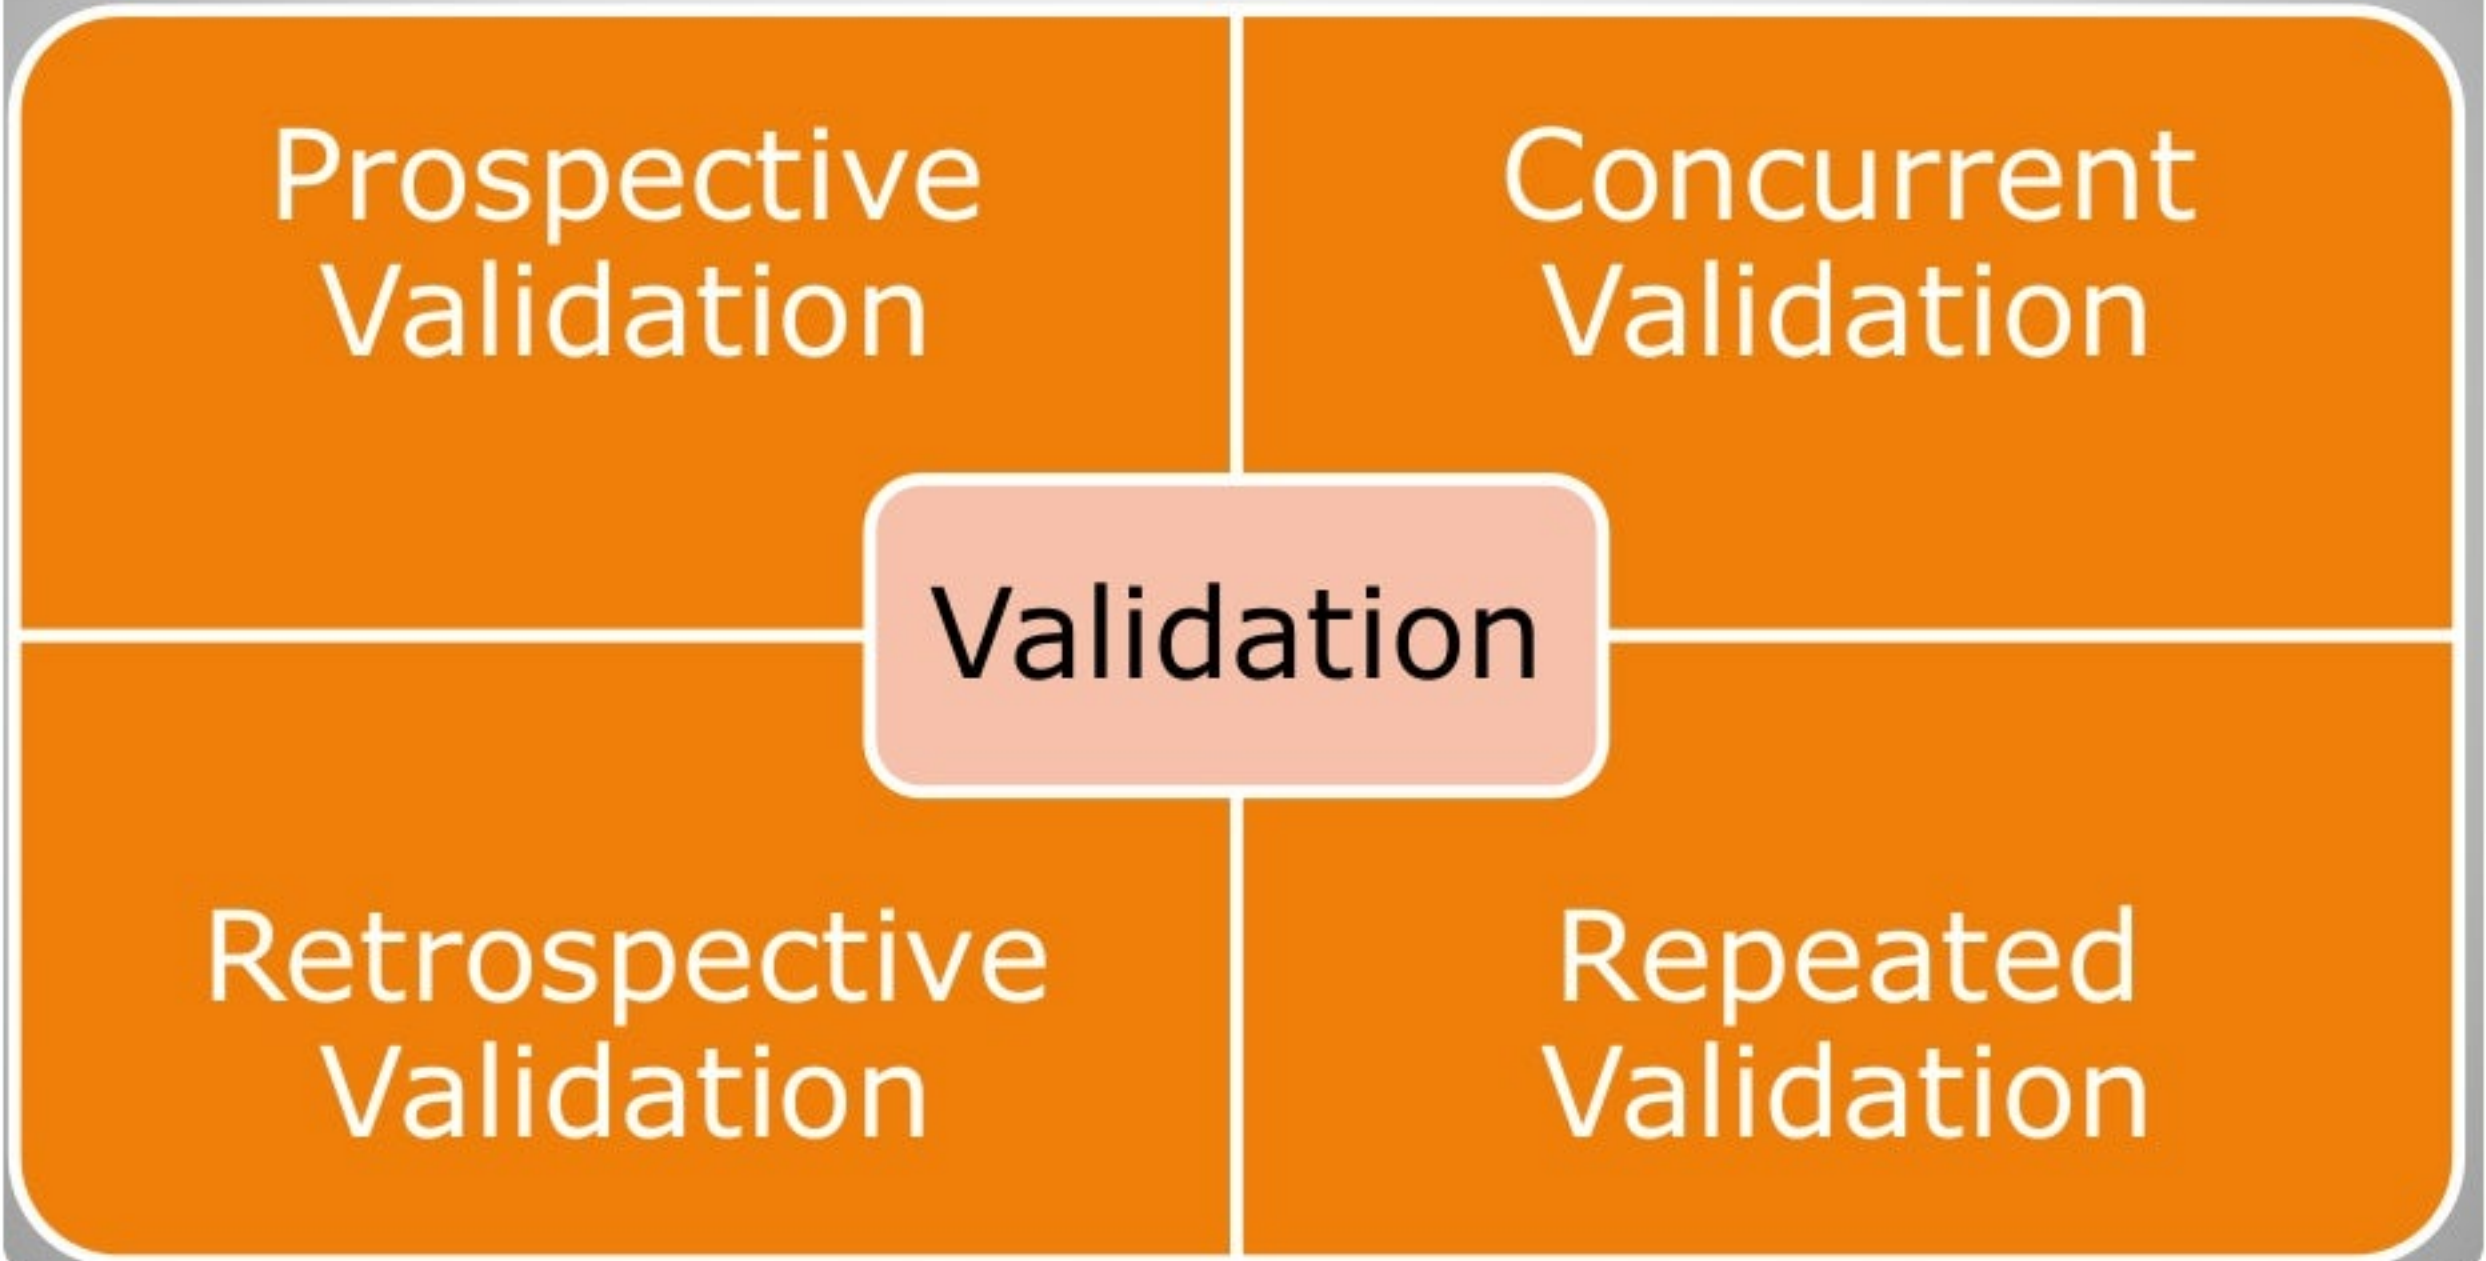 Prospective
Validation
Concurrent
Validation
Validation
Retrospective
Validation
Repeated
Validation